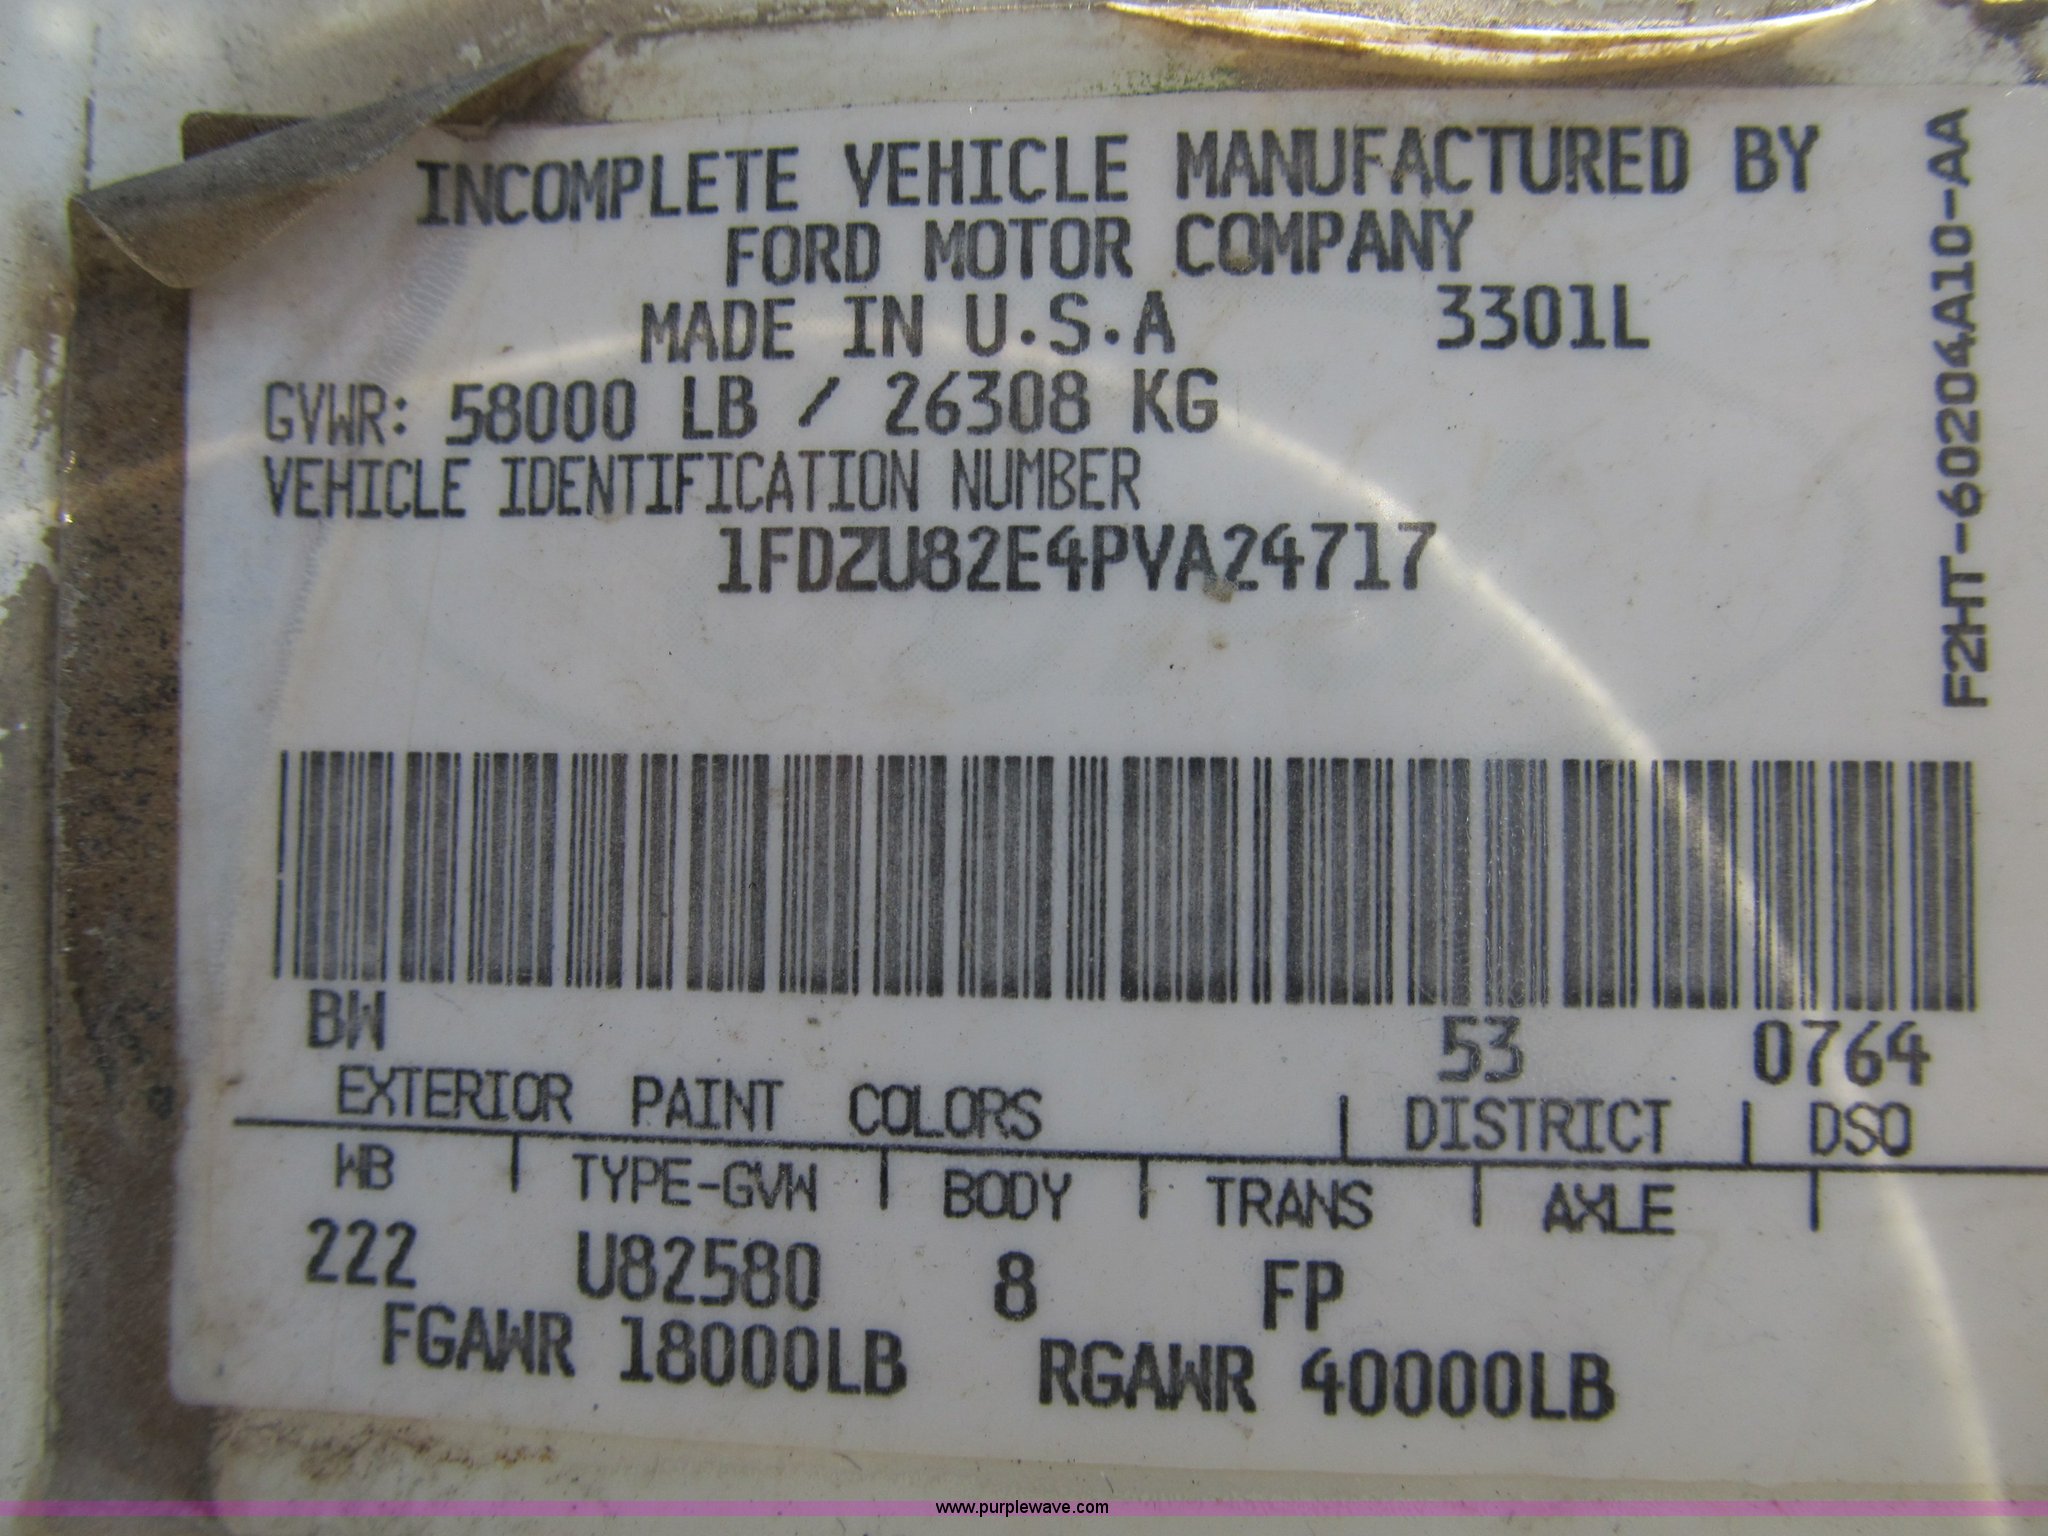 INCOMPLETE VEHICLE MANUFACTURED BY
FORD MOTOR COMPANY
MADE IN U.S.A 3301L
GVWR: 58000 LB / 26308 KG
VEHICLE IDENTIFICATION NUMBER
1FDZU82E4PVA24717
F2HT-60204A10-AA
BW 53 0764
EXTERIOR PAINT COLORS | DISTRICT | DSO
WB | TYPE-GVW | BODY | TRANS | AXLE |
222 U82580 8 FP
FGAWR 18000LB RGAWR 40000LB
www.purplewave.com